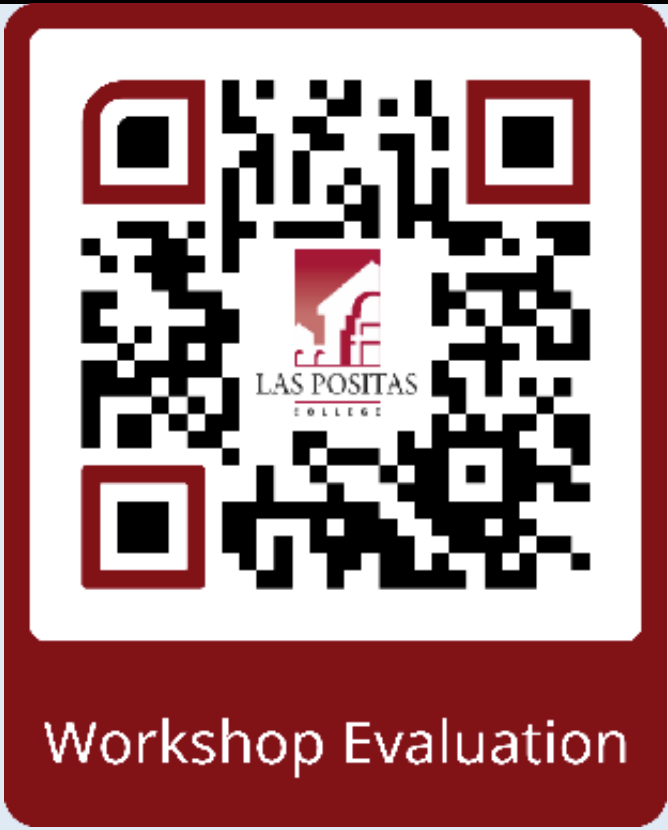 LAS POSITAS
COLLEGE
Workshop Evaluation